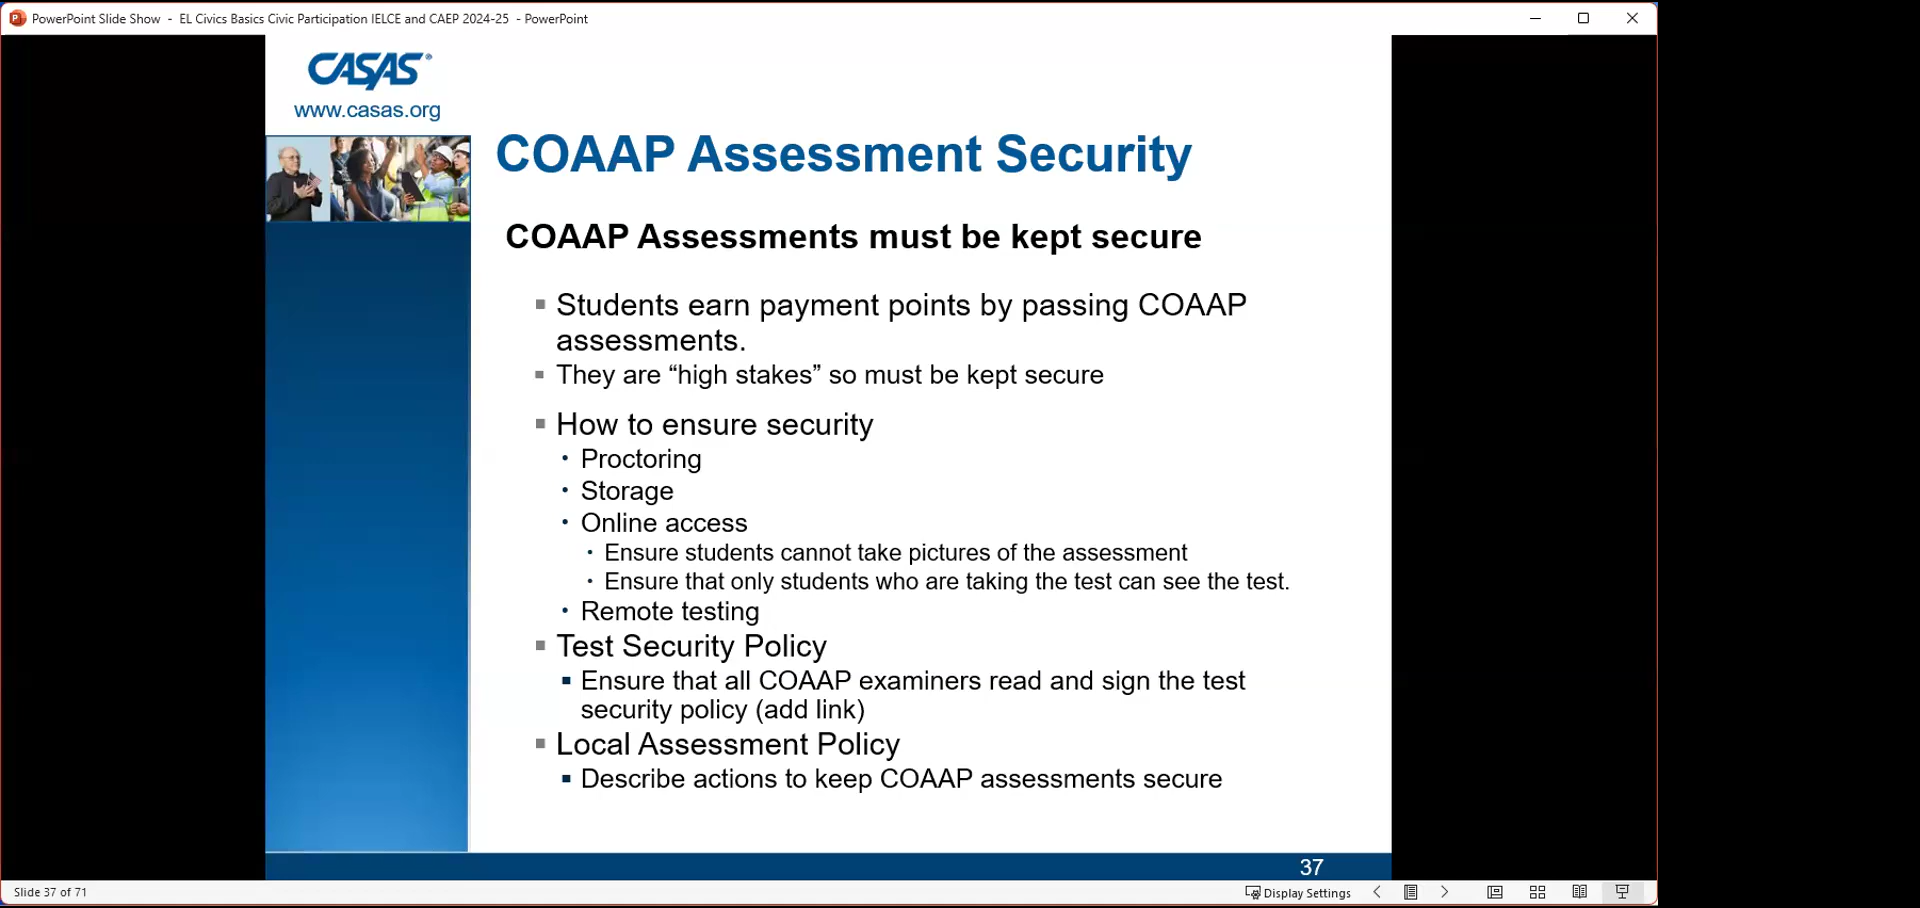 PowerPoint Slide Show - EL Civics Basics Civic Participation IELCE and CAEP 2024-25 - PowerPoint
CASAS®
www.casas.org
COAAP Assessment Security
COAAP Assessments must be kept secure
Students earn payment points by passing COAAP
assessments.
They are “high stakes” so must be kept secure
How to ensure security
Proctoring
Storage
Online access
Ensure students cannot take pictures of the assessment
Ensure that only students who are taking the test can see the test.
Remote testing
Test Security Policy
Ensure that all COAAP examiners read and sign the test
security policy (add link)
Local Assessment Policy
Describe actions to keep COAAP assessments secure
37
Slide 37 of 71
Display Settings